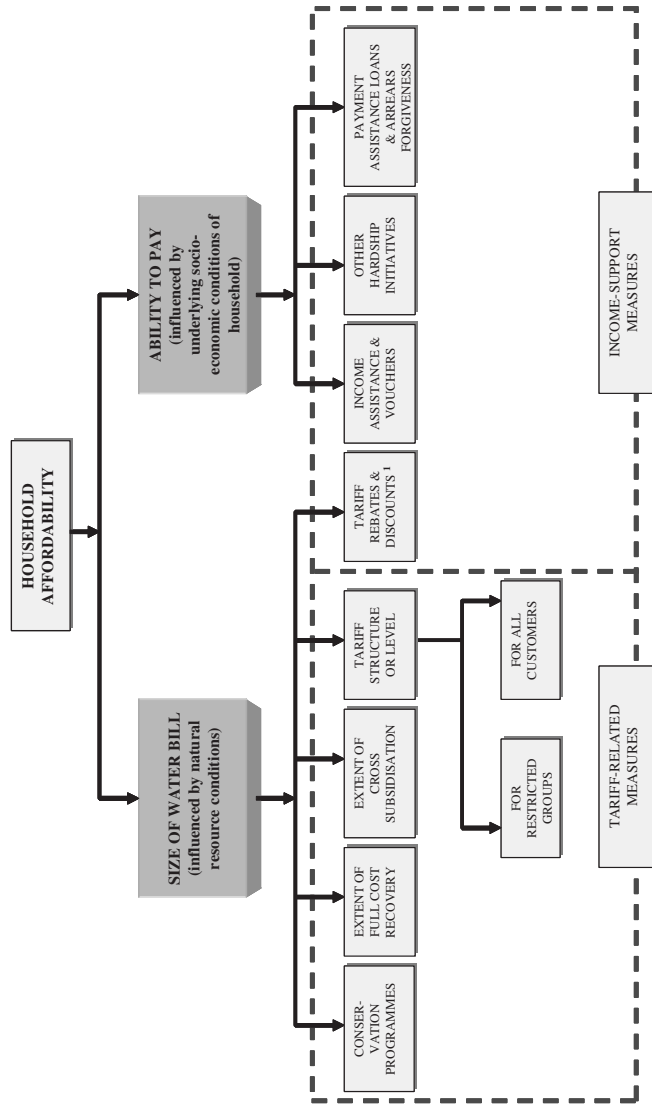 HOUSEHOLD
AFFORDABILITY
SIZE OF WATER BILL
(influenced by natural
resource conditions)
ABILITY TO PAY
(influenced by
underlying socio-
economic conditions of
household)
CONSER-
VATION
PROGRAMMES
EXTENT OF
FULL COST
RECOVERY
EXTENT OF
CROSS
SUBSIDISATION
TARIFF
STRUCTURE
OR LEVEL
TARIFF
REBATES &
DISCOUNTS ¹
INCOME
ASSISTANCE &
VOUCHERS
OTHER
HARDSHIP
INITIATIVES
PAYMENT
ASSISTANCE LOANS
& ARREARS
FORGIVENESS
FOR
RESTRICTED
GROUPS
FOR ALL
CUSTOMERS
TARIFF-RELATED
MEASURES
INCOME-SUPPORT
MEASURES